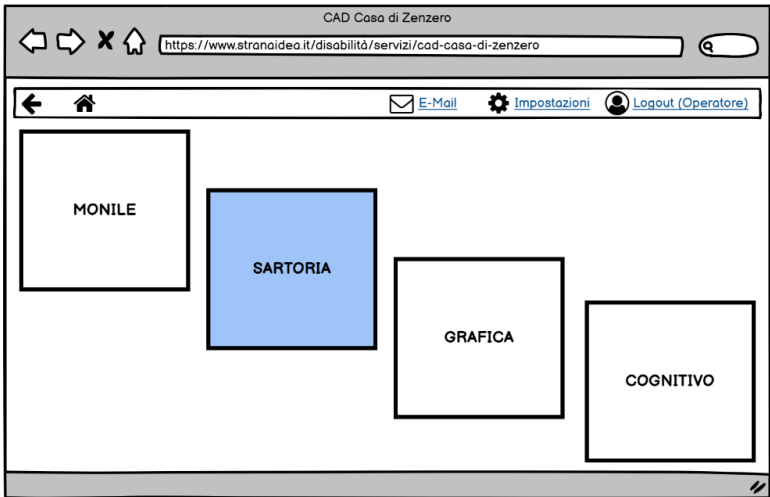 CAD Casa di Zenzero
https://www.stranaidea.it/disabilità/servizi/cad-casa-di-zenzero
E-Mail
Impostazioni
Logout (Operatore)
MONILE
SARTORIA
GRAFICA
COGNITIVO